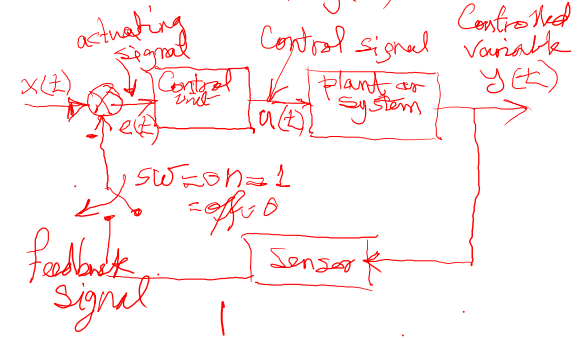 actuating
signal
Control signal
Controlled
variable
y(t)
x(t)
e(t)
Control
unit
u(t)
plant or
system
SW = on = 1
= off = 0
feedback
signal
Sensor